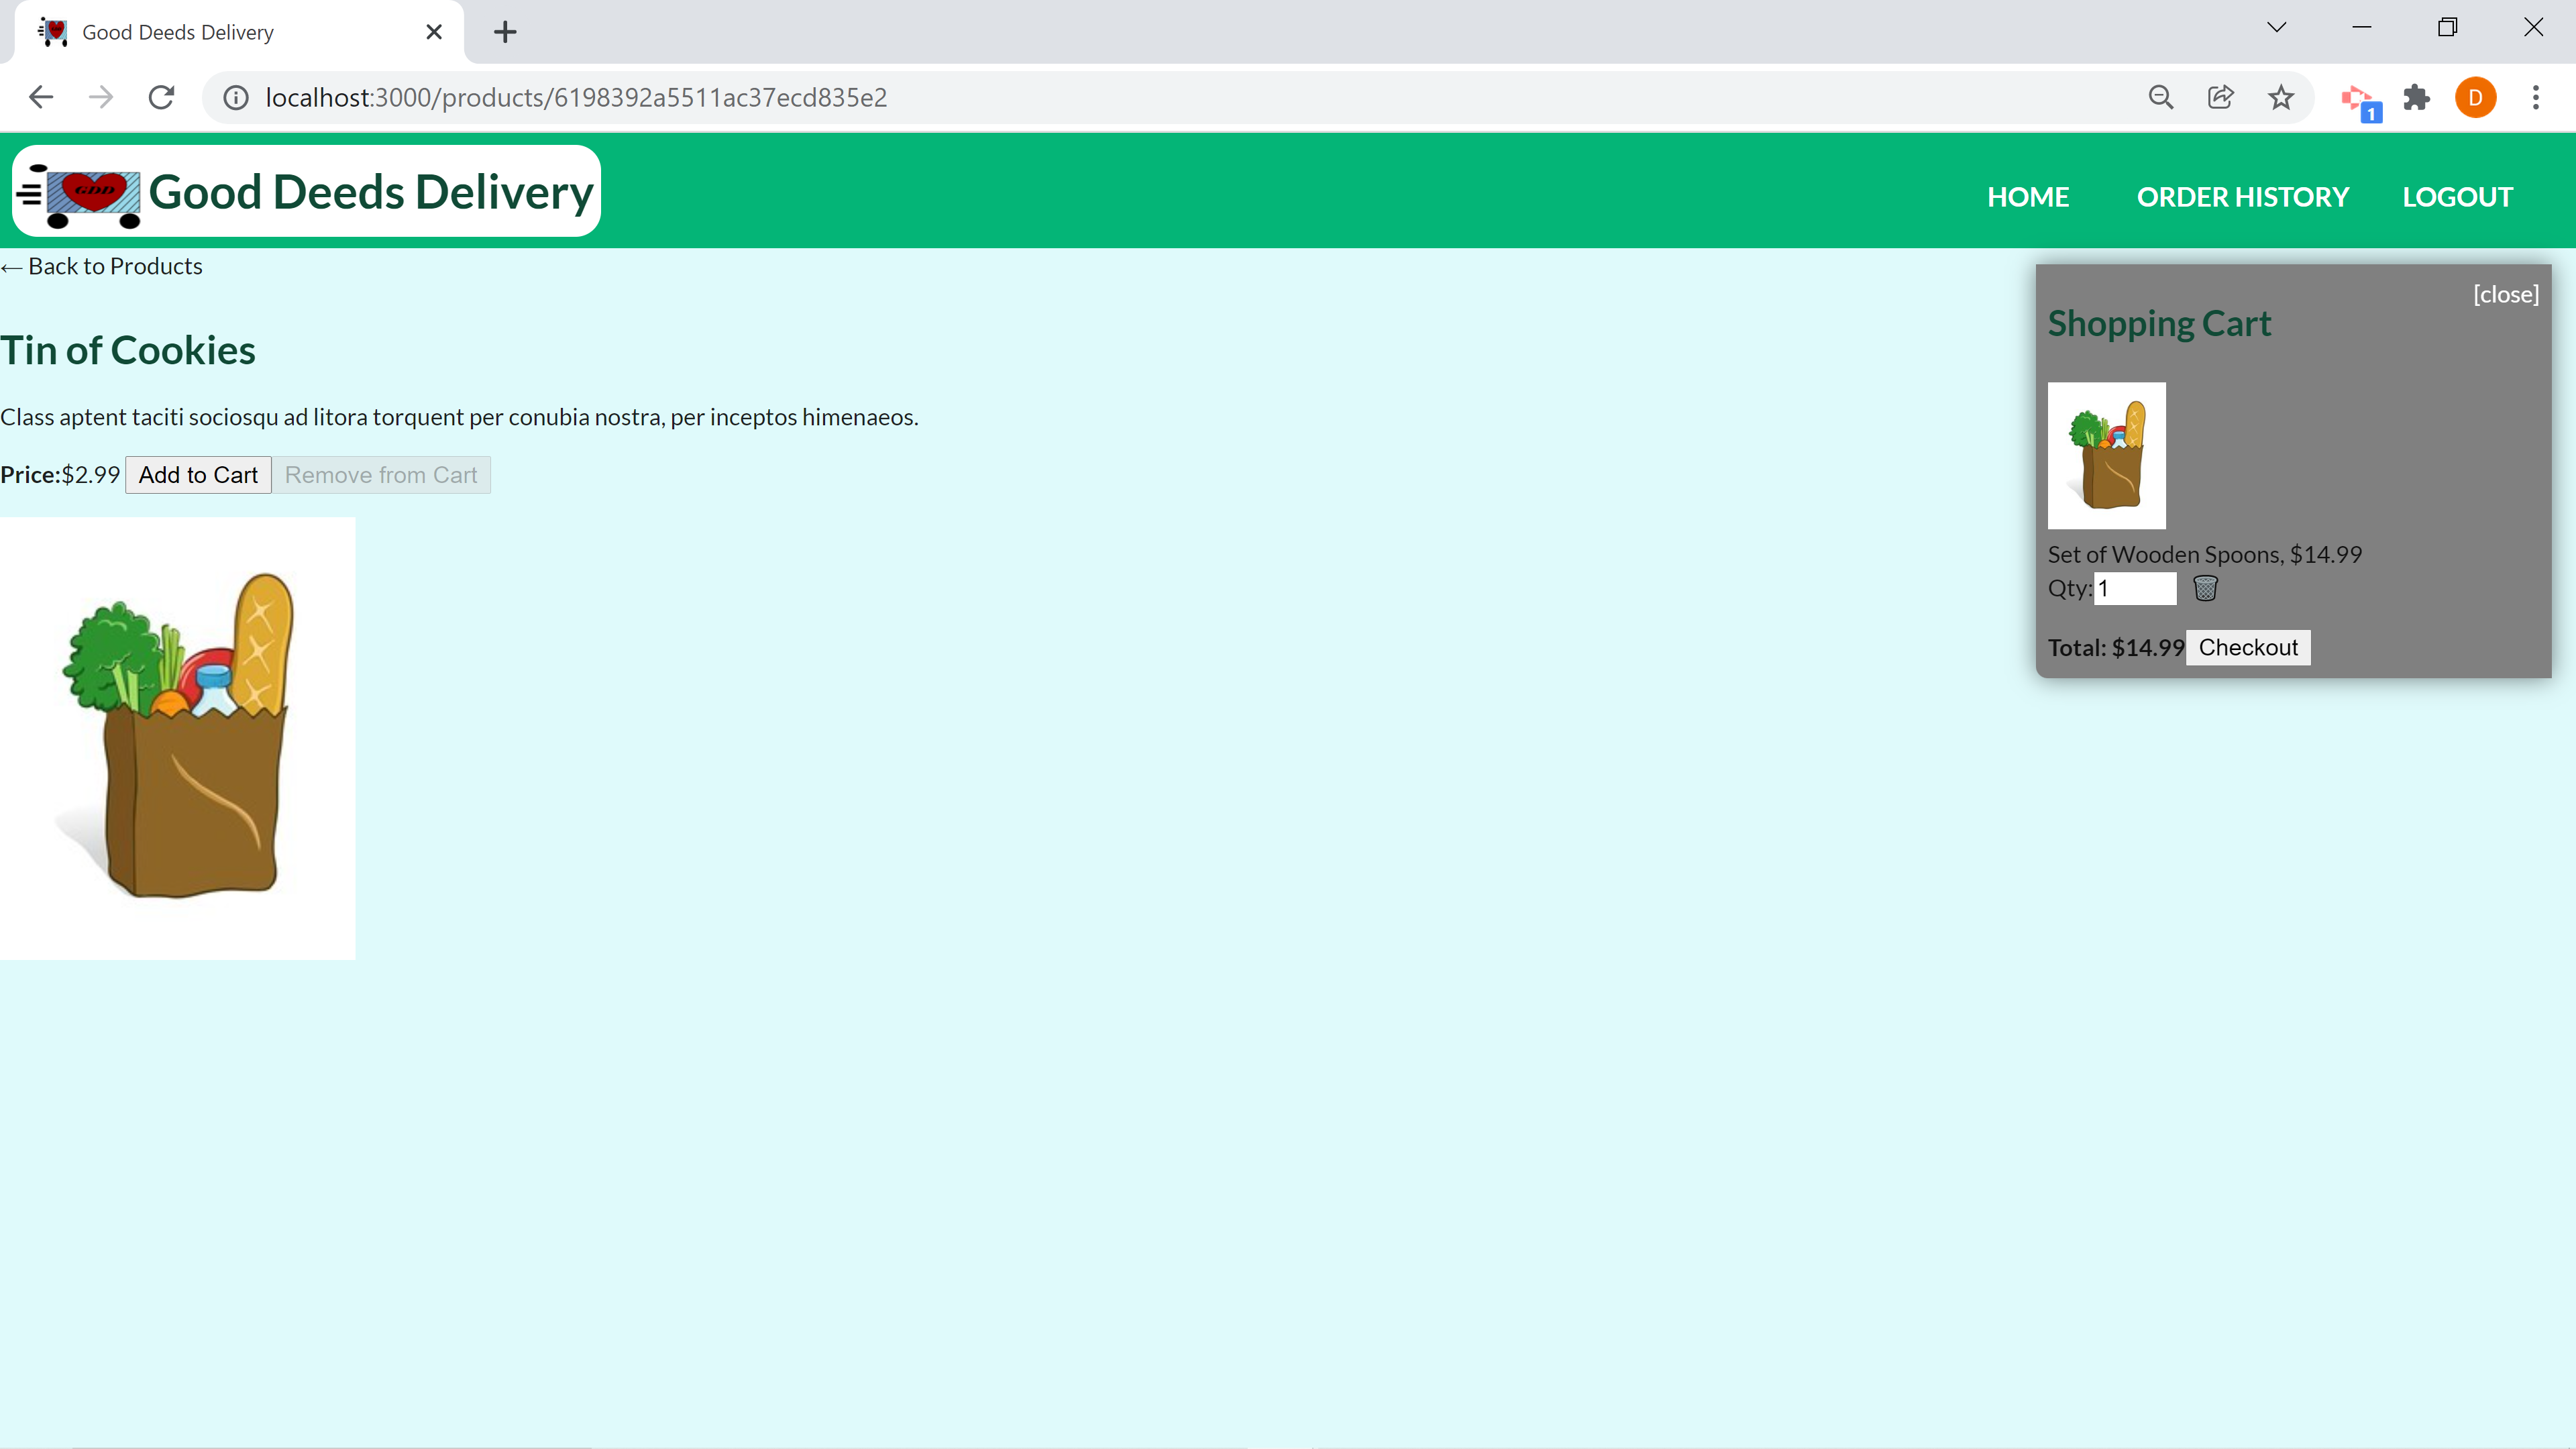 Good Deeds Delivery
localhost:3000/products/6198392a5511ac37ecd835e2
1
D
GDD
Good Deeds Delivery
HOME ORDER HISTORY LOGOUT
← Back to Products
Tin of Cookies
Class aptent taciti sociosqu ad litora torquent per conubia nostra, per inceptos himenaeos.
Price:$2.99 Add to Cart Remove from Cart
[close]
Shopping Cart
Set of Wooden Spoons, $14.99
Qty: 1
Total: $14.99 Checkout